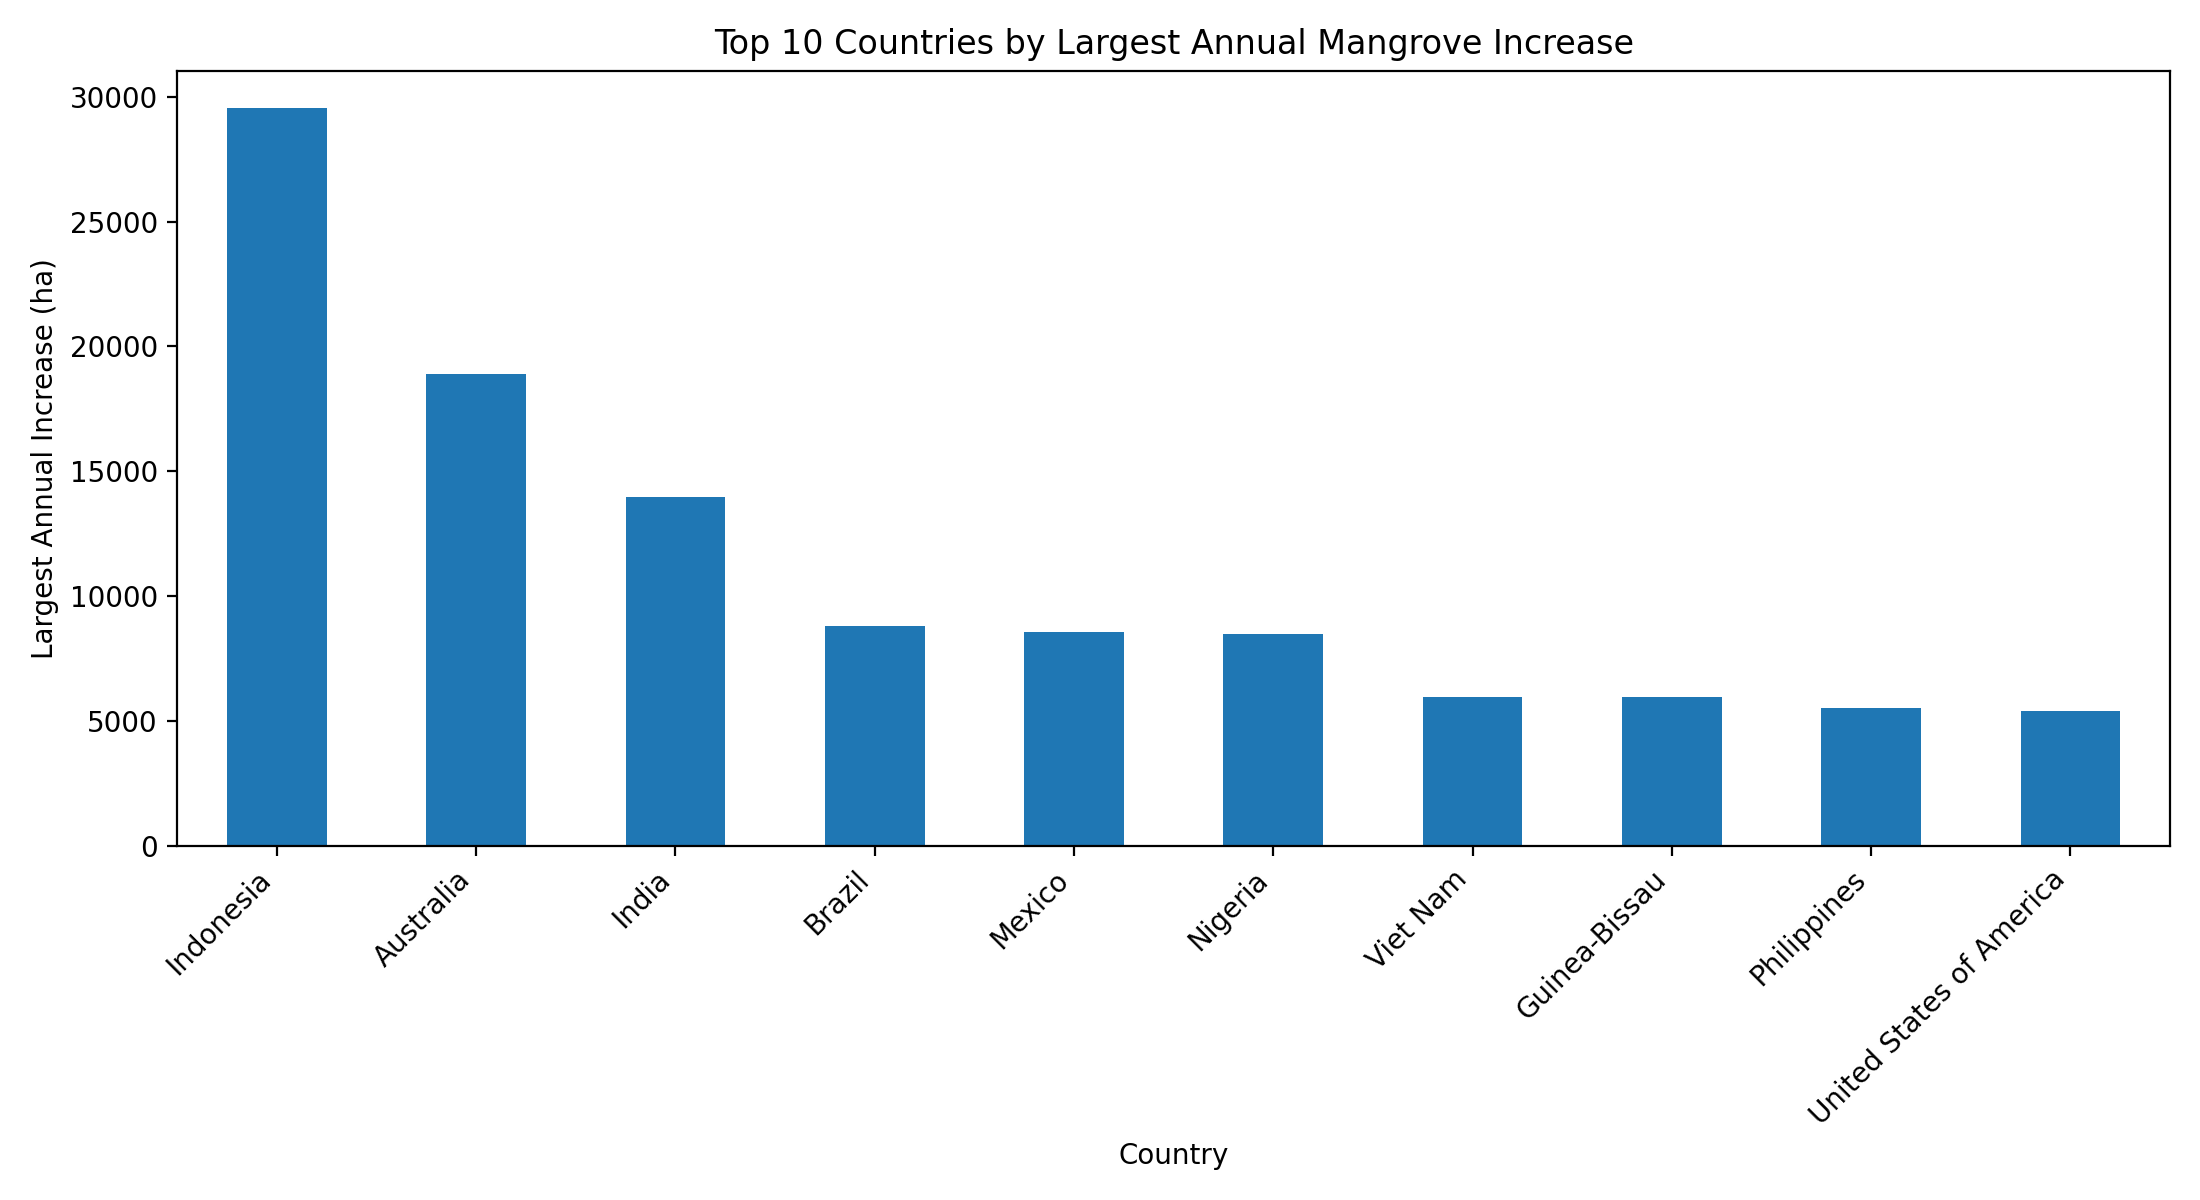 Top 10 Countries by Largest Annual Mangrove Increase
Largest Annual Increase (ha)
30000
25000
20000
15000
10000
5000
0
Indonesia
Australia
India
Brazil
Mexico
Nigeria
Viet Nam
Guinea-Bissau
Philippines
United States of America
Country